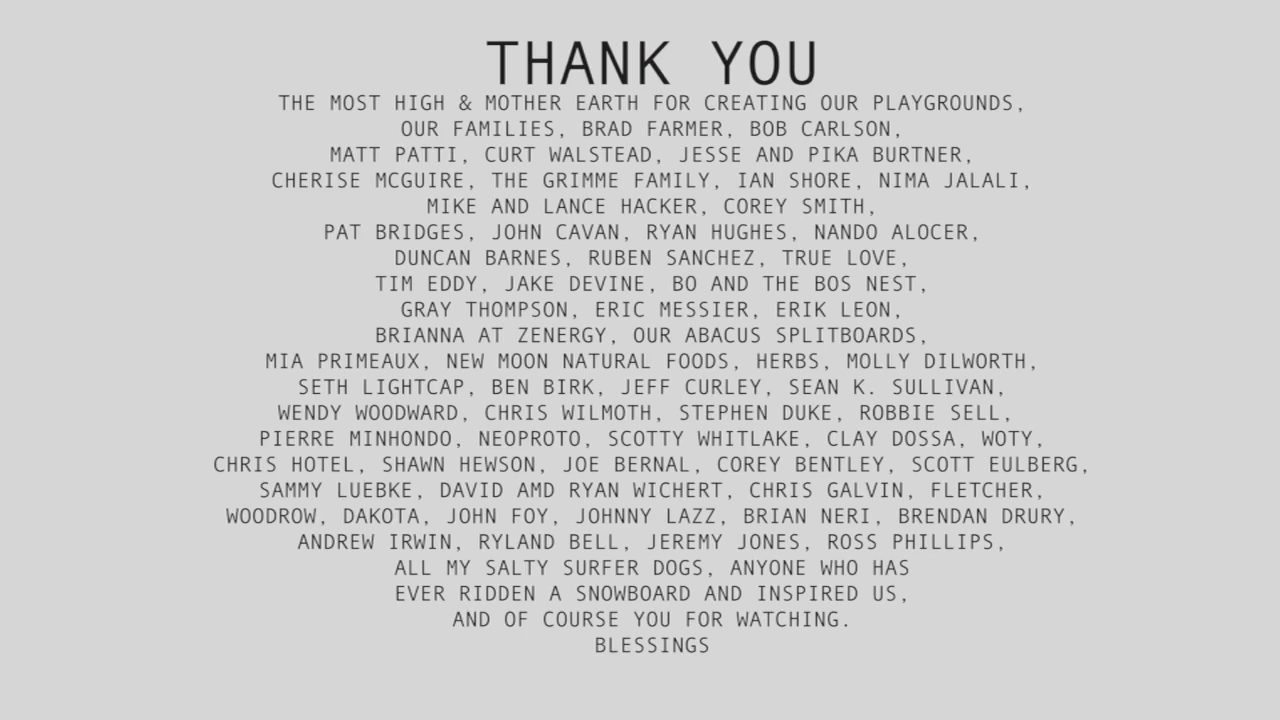 THANK YOU
THE MOST HIGH & MOTHER EARTH FOR CREATING OUR PLAYGROUNDS,
OUR FAMILIES, BRAD FARMER, BOB CARLSON,
MATT PATTI, CURT WALSTEAD, JESSE AND PIKA BURTNER,
CHERISE MCGUIRE, THE GRIMME FAMILY, IAN SHORE, NIMA JALALI,
MIKE AND LANCE HACKER, COREY SMITH,
PAT BRIDGES, JOHN CAVAN, RYAN HUGHES, NANDO ALOCER,
DUNCAN BARNES, RUBEN SANCHEZ, TRUE LOVE,
TIM EDDY, JAKE DEVINE, BO AND THE BOS NEST,
GRAY THOMPSON, ERIC MESSIER, ERIK LEON,
BRIANNA AT ZENERGY, OUR ABACUS SPLITBOARDS,
MIA PRIMEAUX, NEW MOON NATURAL FOODS, HERBS, MOLLY DILWORTH,
SETH LIGHTCAP, BEN BIRK, JEFF CURLEY, SEAN K. SULLIVAN,
WENDY WOODWARD, CHRIS WILMOTH, STEPHEN DUKE, ROBBIE SELL,
PIERRE MINHONDO, NEOPROTO, SCOTTY WHITLAKE, CLAY DOSSA, WOTY,
CHRIS HOTEL, SHAWN HEWSON, JOE BERNAL, COREY BENTLEY, SCOTT EULBERG,
SAMMY LUEBKE, DAVID AMD RYAN WICHERT, CHRIS GALVIN, FLETCHER,
WOODROW, DAKOTA, JOHN FOY, JOHNNY LAZZ, BRIAN NERI, BRENDAN DRURY,
ANDREW IRWIN, RYLAND BELL, JEREMY JONES, ROSS PHILLIPS,
ALL MY SALTY SURFER DOGS, ANYONE WHO HAS
EVER RIDDEN A SNOWBOARD AND INSPIRED US,
AND OF COURSE YOU FOR WATCHING.
BLESSINGS